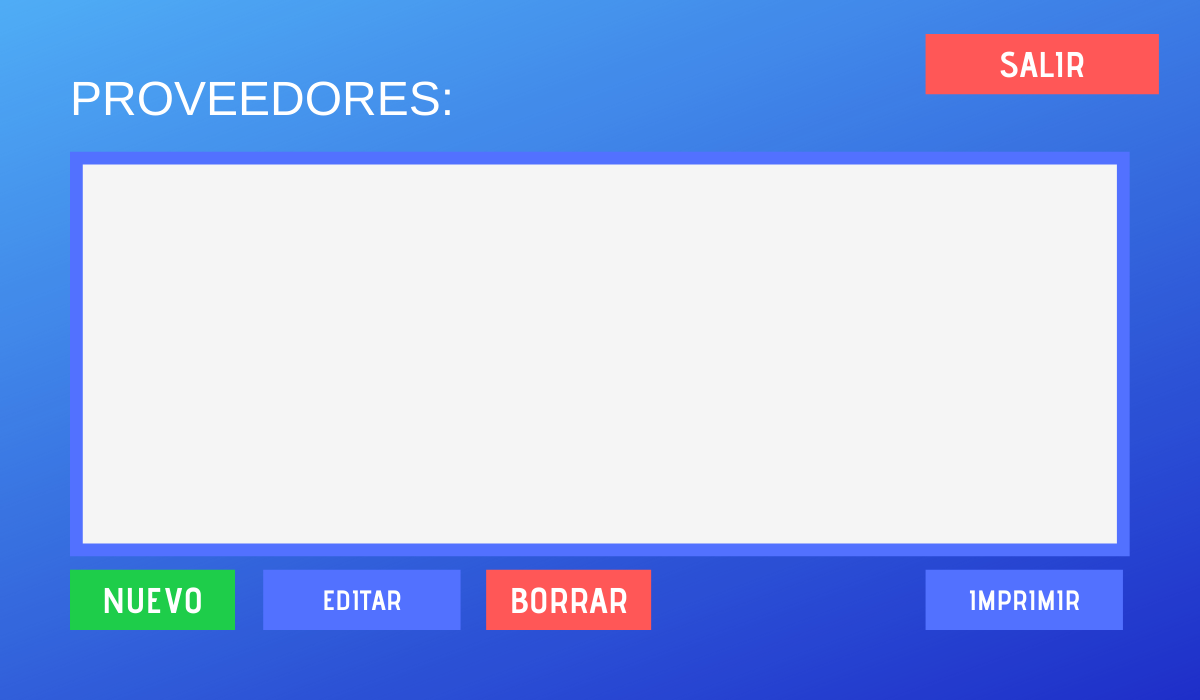 SALIR
PROVEEDORES:
NUEVO
EDITAR
BORRAR
IMPRIMIR